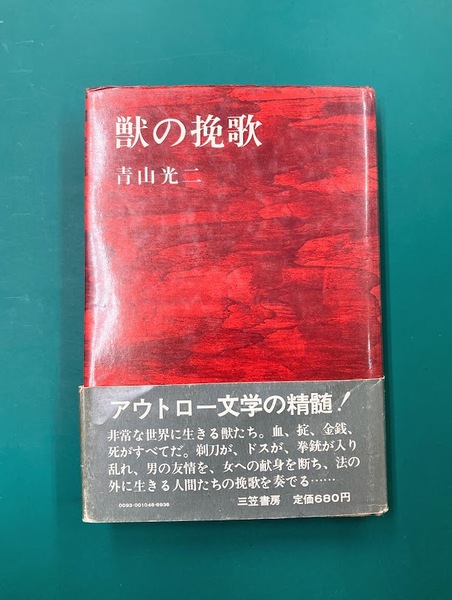 獣の挽歌
青山光二
アウトロー文学の精髄!
非常な世界に生きる獣たち。血、掟、金銭、
死がすべてだ。剃刀が、ドスが、拳銃が入り
乱れ、男の友情を、女への献身を断ち、法の
外に生きる人間たちの挽歌を奏でる……
三笠書房 定価680円
0093-001046-8936